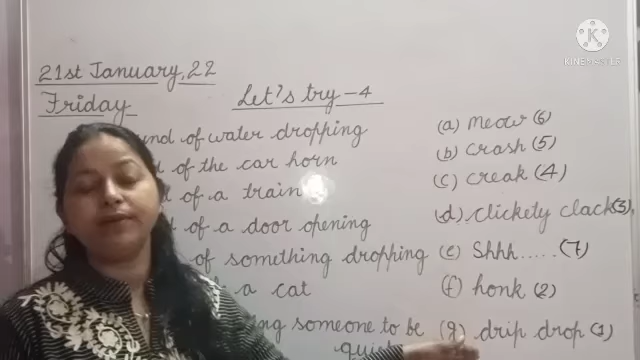 21st January, 22
Friday
Let's try-4
of water dropping (a) meow (6)
of the car horn (b) crash (5)
of a train (c) creak (4)
of a door opening (d) clickety clack (3),
of something dropping (e) Shhh..... (7)
a cat (f) honk (2)
someone to be (g) drip drop (1)
KINEMASTER